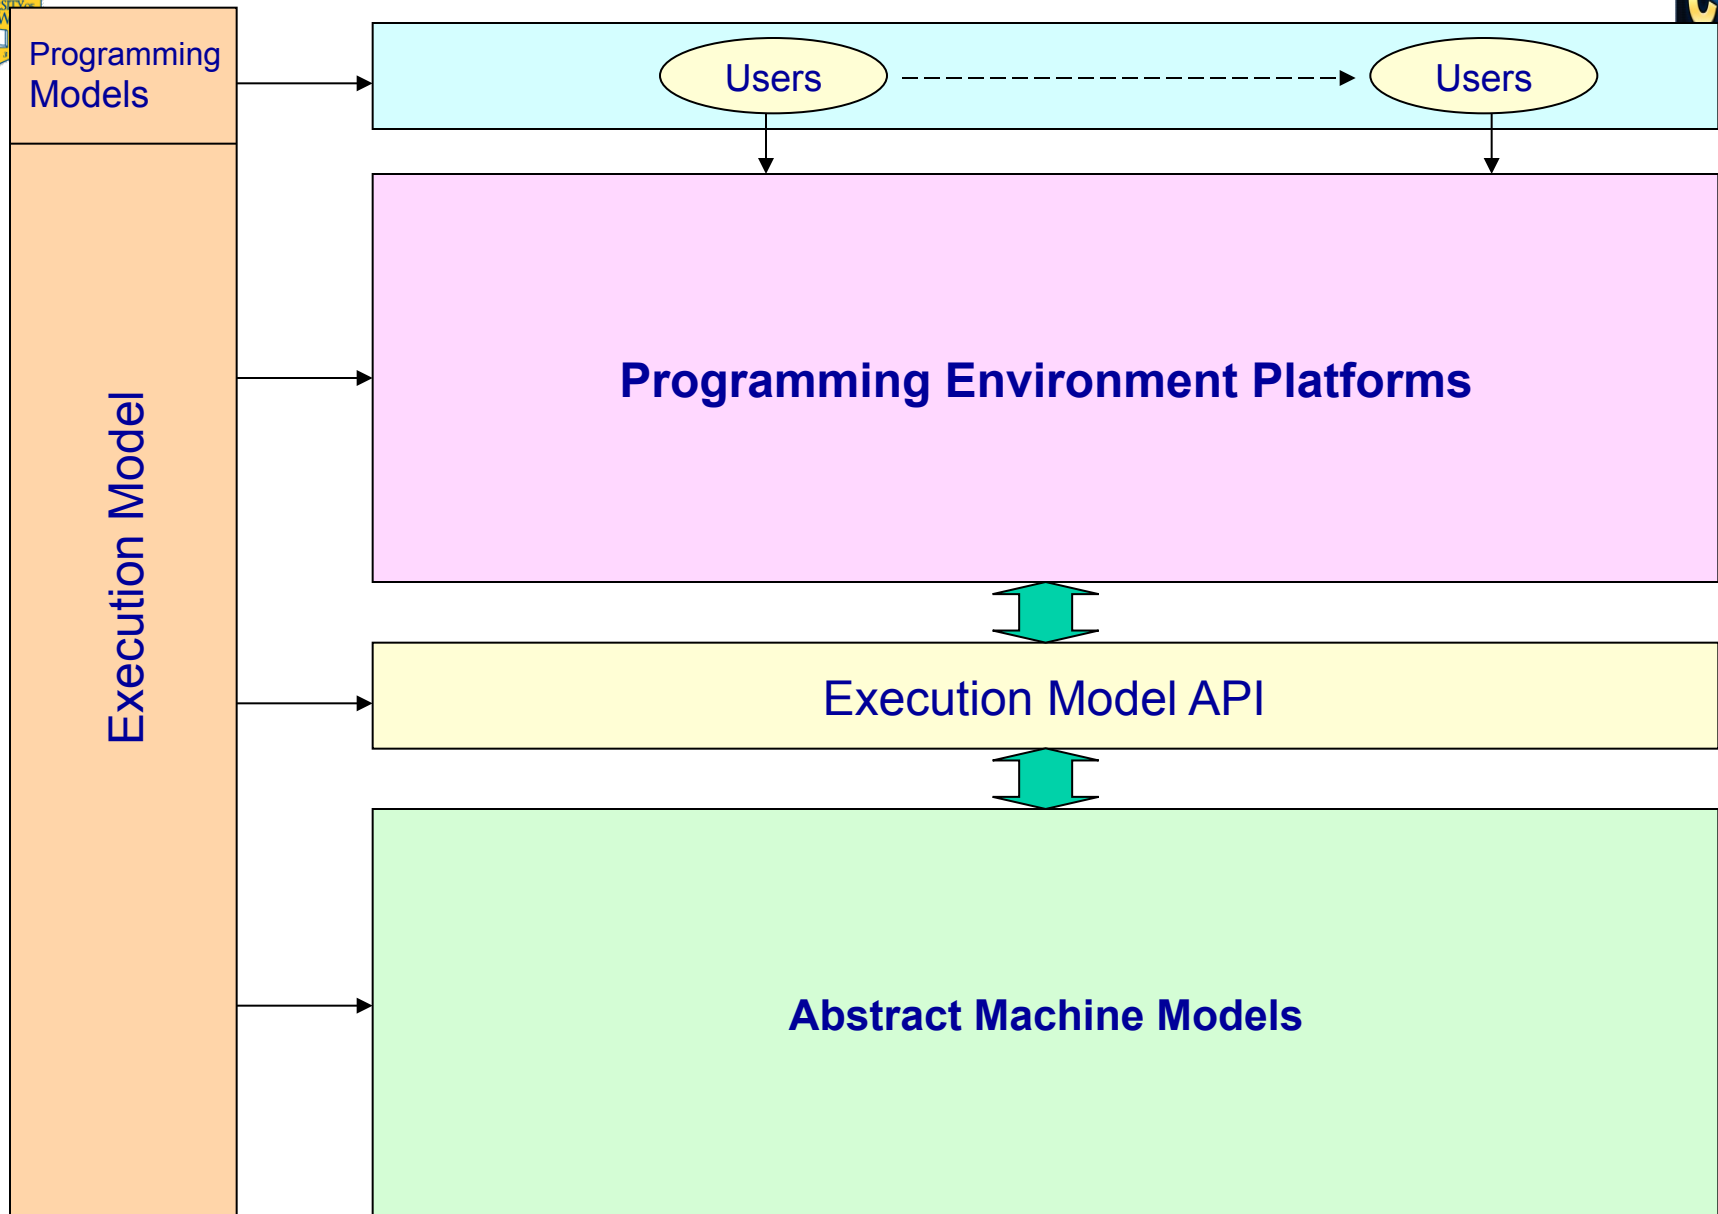 Programming
Models
Users
Users
Execution Model
Programming Environment Platforms
Execution Model API
Abstract Machine Models